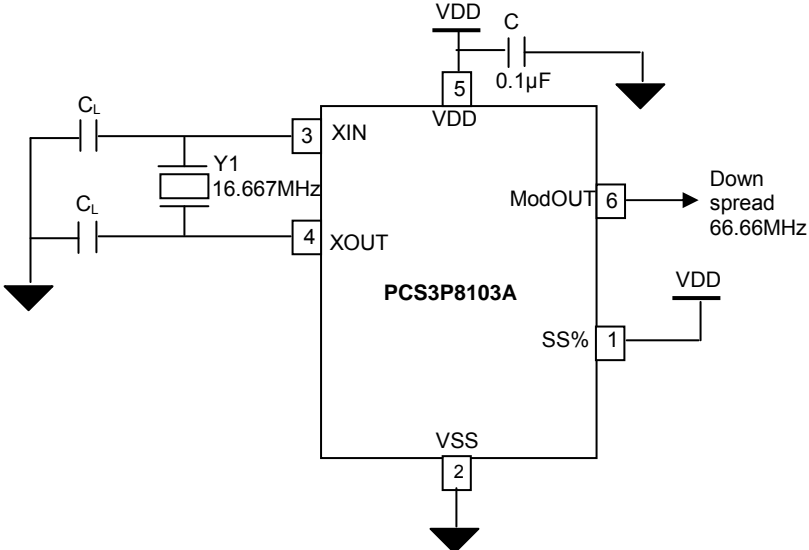 VDD
C
0.1µF
5
VDD
CL
3
XIN
Y1
16.667MHz
CL
4
XOUT
ModOUT
6
Down
spread
66.66MHz
PCS3P8103A
VDD
SS%
1
VSS
2